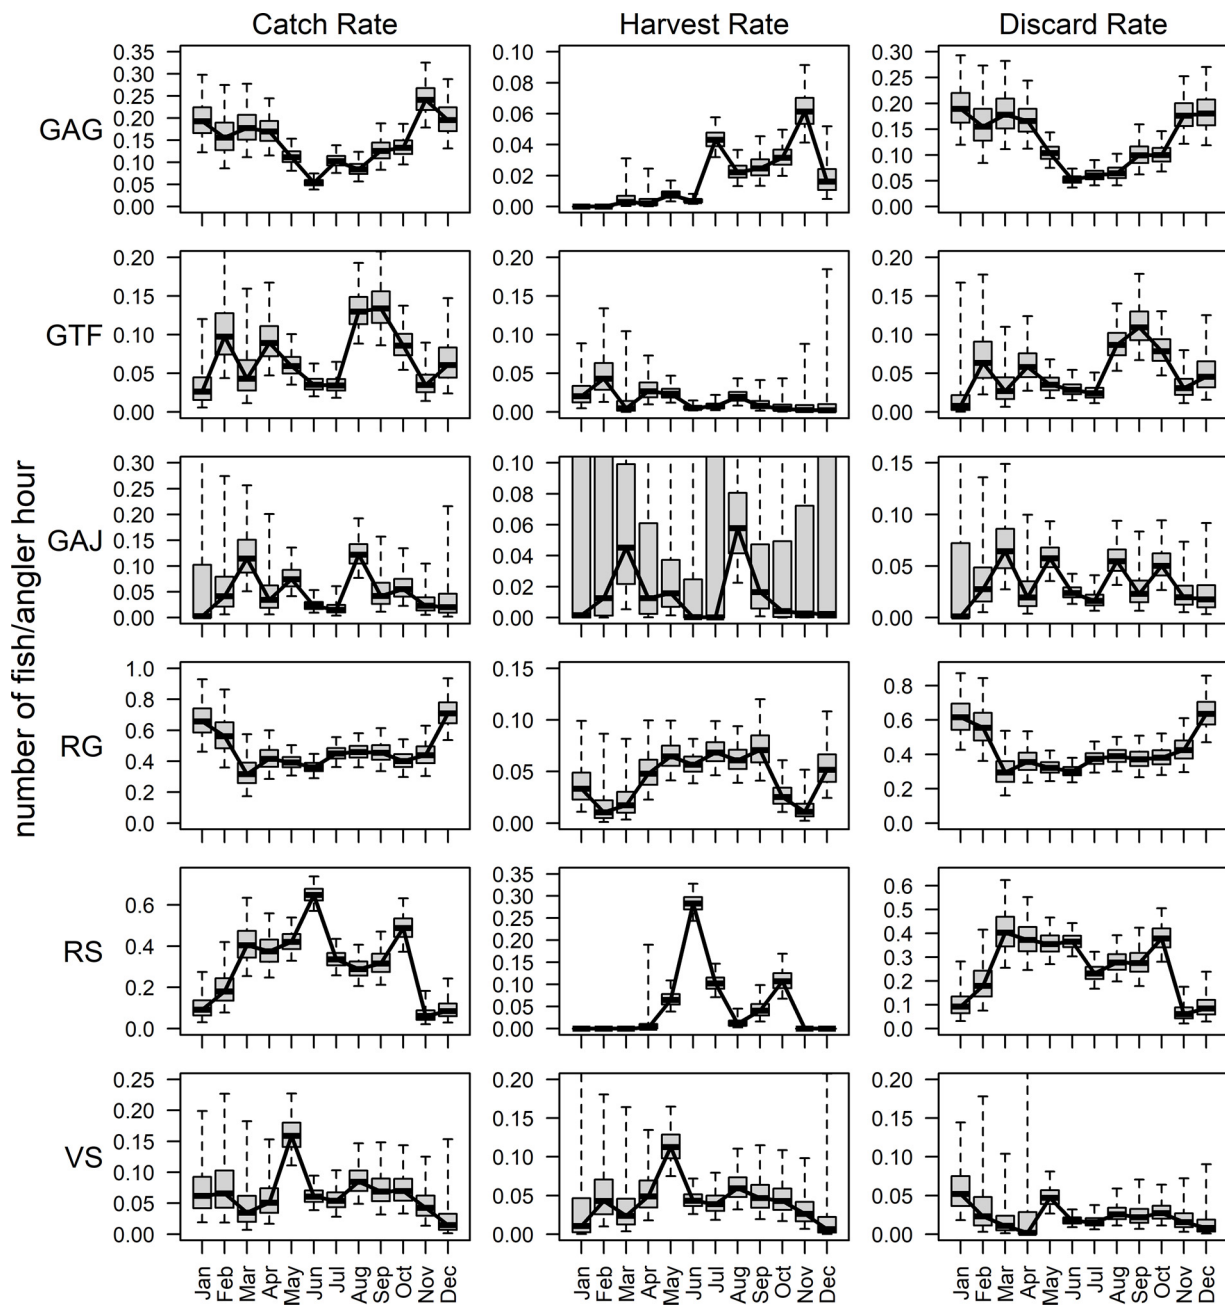 Catch Rate Harvest Rate Discard Rate
number of fish/angler hour
GAG
0.35 0.30 0.25 0.20 0.15 0.10 0.05 0.00
0.10 0.08 0.06 0.04 0.02 0.00
0.30 0.25 0.20 0.15 0.10 0.05 0.00
GTF
0.20 0.15 0.10 0.05 0.00
0.20 0.15 0.10 0.05 0.00
0.20 0.15 0.10 0.05 0.00
GAJ
0.30 0.25 0.20 0.15 0.10 0.05 0.00
0.10 0.08 0.06 0.04 0.02 0.00
0.15 0.10 0.05 0.00
RG
1.0 0.8 0.6 0.4 0.2 0.0
0.15 0.10 0.05 0.00
0.8 0.6 0.4 0.2 0.0
RS
0.6 0.4 0.2 0.0
0.35 0.30 0.25 0.20 0.15 0.10 0.05 0.00
0.6 0.5 0.4 0.3 0.2 0.1 0.0
VS
0.25 0.20 0.15 0.10 0.05 0.00
0.20 0.15 0.10 0.05 0.00
0.20 0.15 0.10 0.05 0.00
Jan Feb Mar Apr May Jun Jul Aug Sep Oct Nov Dec
Jan Feb Mar Apr May Jun Jul Aug Sep Oct Nov Dec
Jan Feb Mar Apr May Jun Jul Aug Sep Oct Nov Dec